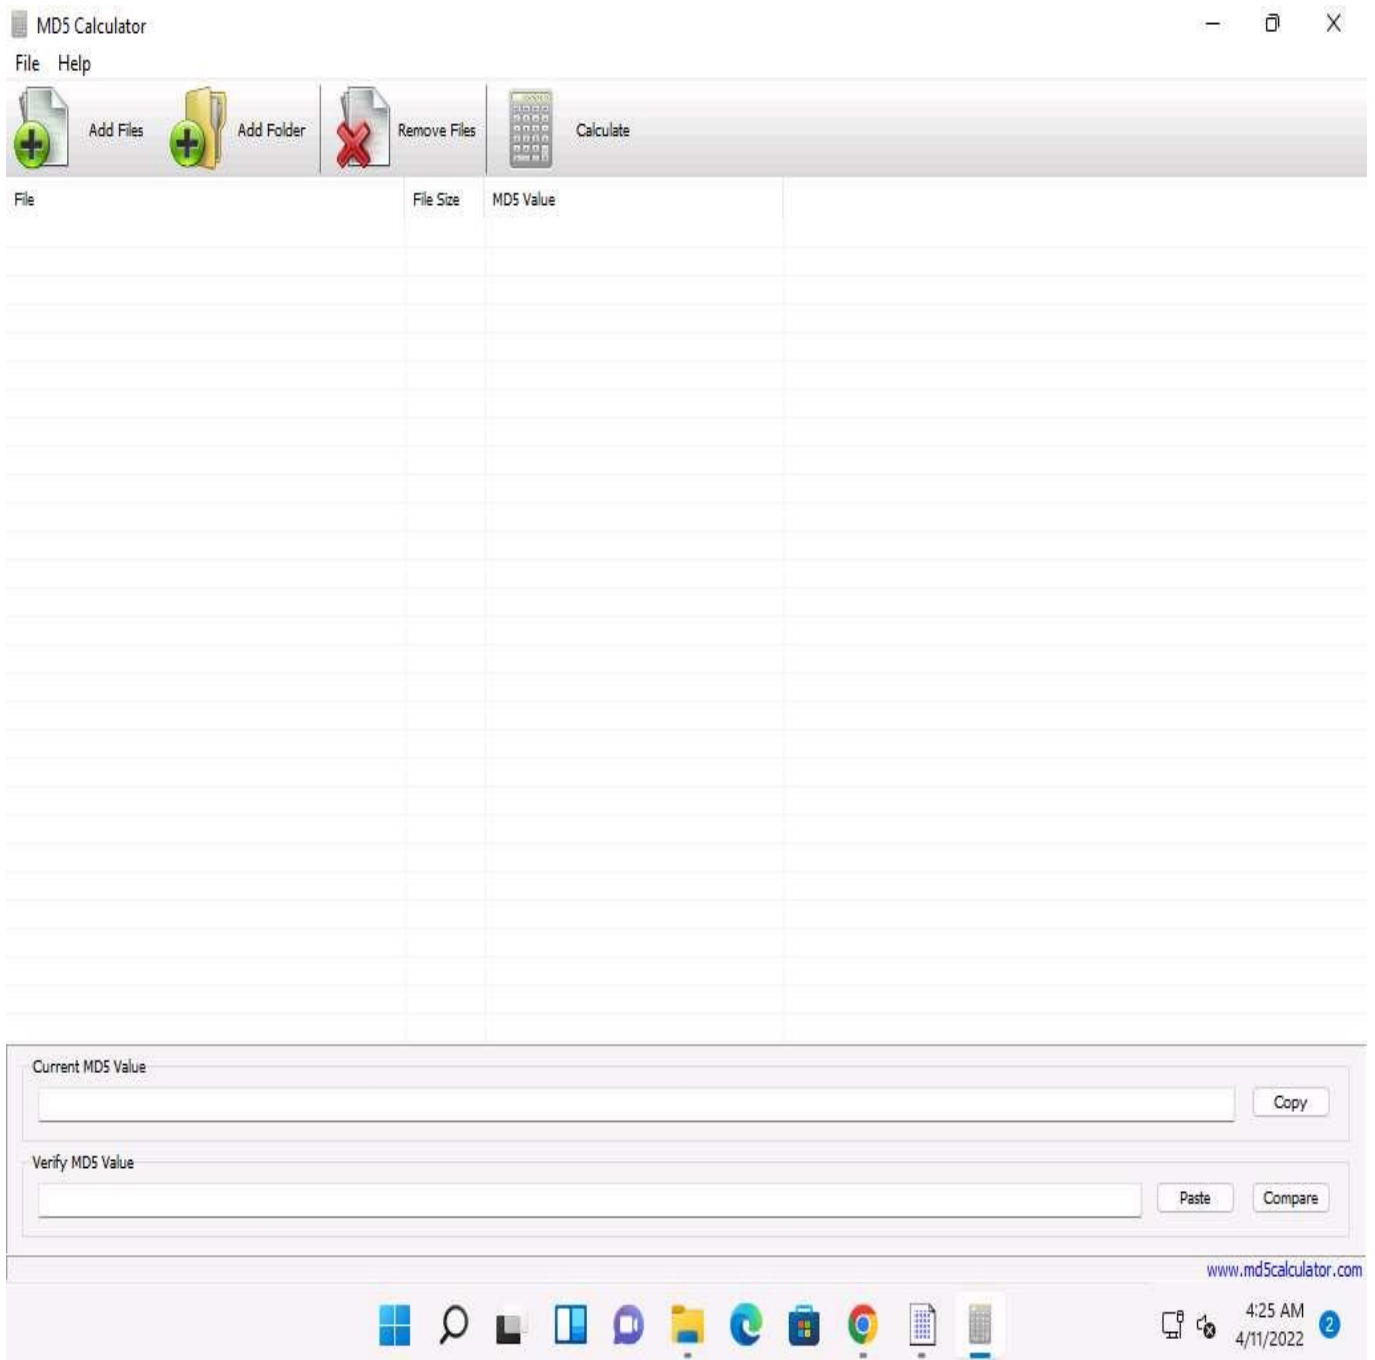 MD5 Calculator
File Help
Add Files Add Folder Remove Files Calculate
File File Size MD5 Value
Current MD5 Value
Copy
Verify MD5 Value
Paste Compare
www.md5calculator.com
4:25 AM
4/11/2022
2